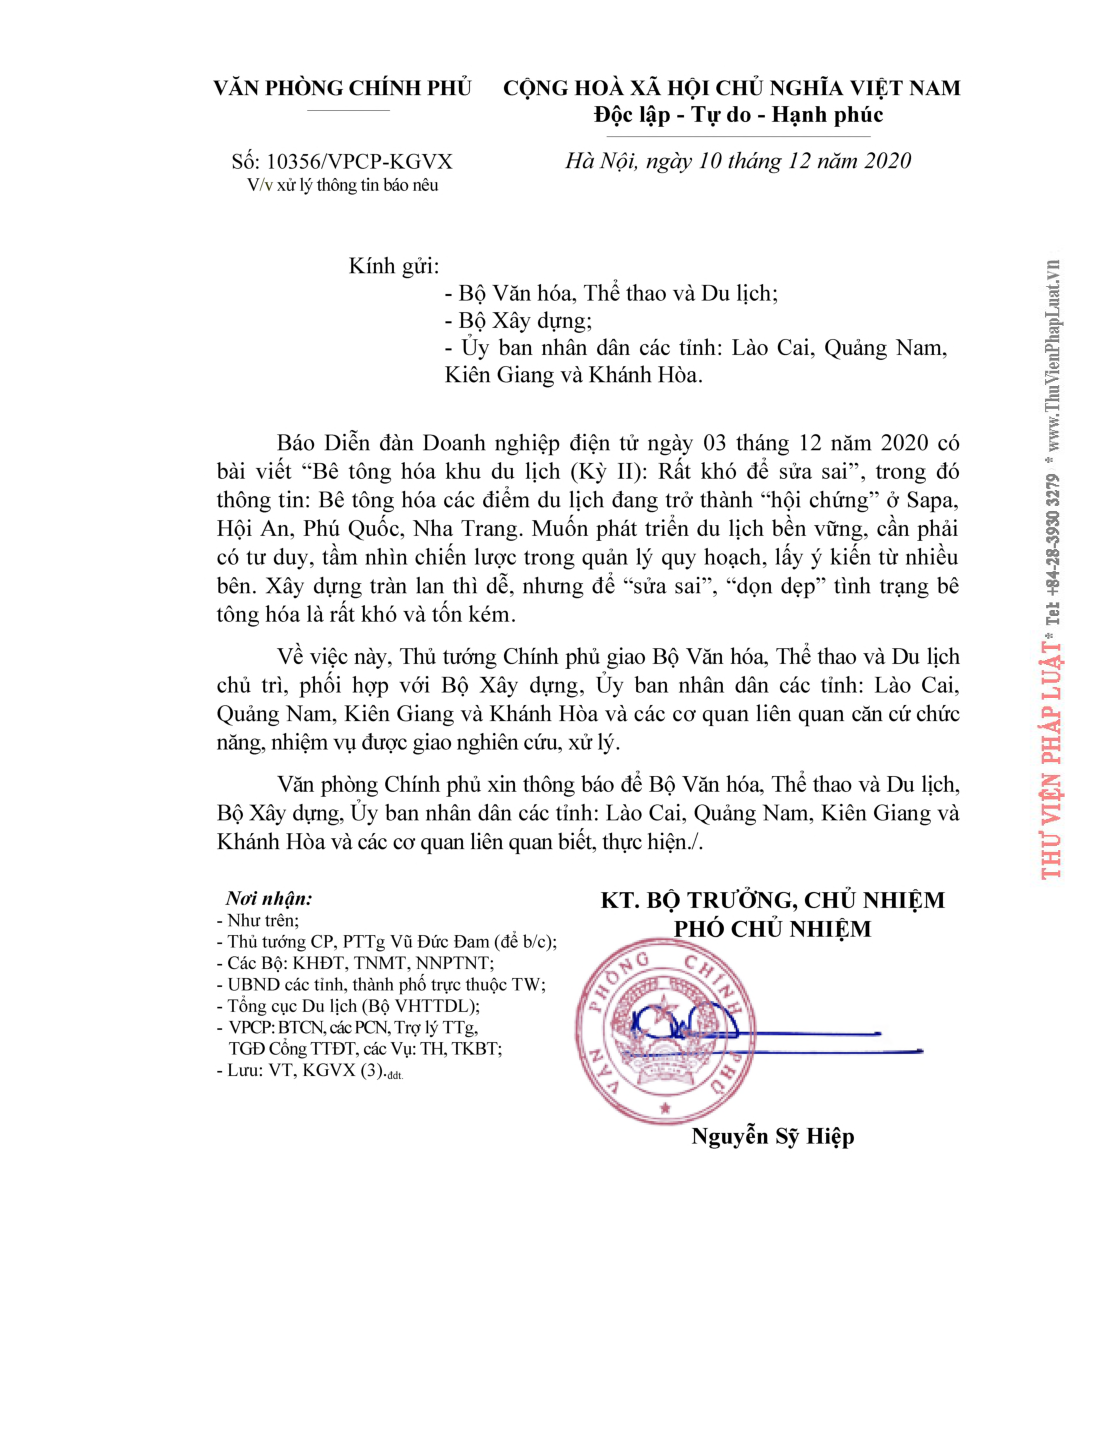 VĂN PHÒNG CHÍNH PHỦ
CỘNG HOÀ XÃ HỘI CHỦ NGHĨA VIỆT NAM
Độc lập - Tự do - Hạnh phúc
Số: 10356/VPCP-KGVX
V/v xử lý thông tin báo nêu
Hà Nội, ngày 10 tháng 12 năm 2020
Kính gửi:
- Bộ Văn hóa, Thể thao và Du lịch;
- Bộ Xây dựng;
- Ủy ban nhân dân các tỉnh: Lào Cai, Quảng Nam,
Kiên Giang và Khánh Hòa.
Báo Diễn đàn Doanh nghiệp điện tử ngày 03 tháng 12 năm 2020 có
bài viết “Bê tông hóa khu du lịch (Kỳ II): Rất khó để sửa sai”, trong đó
thông tin: Bê tông hóa các điểm du lịch đang trở thành “hội chứng” ở Sapa,
Hội An, Phú Quốc, Nha Trang. Muốn phát triển du lịch bền vững, cần phải
có tư duy, tầm nhìn chiến lược trong quản lý quy hoạch, lấy ý kiến từ nhiều
bên. Xây dựng tràn lan thì dễ, nhưng để “sửa sai”, “dọn dẹp” tình trạng bê
tông hóa là rất khó và tốn kém.
Về việc này, Thủ tướng Chính phủ giao Bộ Văn hóa, Thể thao và Du lịch
chủ trì, phối hợp với Bộ Xây dựng, Ủy ban nhân dân các tỉnh: Lào Cai,
Quảng Nam, Kiên Giang và Khánh Hòa và các cơ quan liên quan căn cứ chức
năng, nhiệm vụ được giao nghiên cứu, xử lý.
Văn phòng Chính phủ xin thông báo để Bộ Văn hóa, Thể thao và Du lịch,
Bộ Xây dựng, Ủy ban nhân dân các tỉnh: Lào Cai, Quảng Nam, Kiên Giang và
Khánh Hòa và các cơ quan liên quan biết, thực hiện./.
Nơi nhận:
- Như trên;
- Thủ tướng CP, PTTg Vũ Đức Đam (để b/c);
- Các Bộ: KHĐT, TNMT, NNPTNT;
- UBND các tỉnh, thành phố trực thuộc TW;
- Tổng cục Du lịch (Bộ VHTTDL);
- VPCP: BTCN, các PCN, Trợ lý TTg,
TGĐ Cổng TTĐT, các Vụ: TH, TKBT;
- Lưu: VT, KGVX (3).đdt.
KT. BỘ TRƯỞNG, CHỦ NHIỆM
PHÓ CHỦ NHIỆM
VĂN PHÒNG CHÍNH PHỦ
Nguyễn Sỹ Hiệp
THƯ VIỆN PHÁP LUẬT * Tel: +84-28-3930 3279 * www.ThuVienPhapLuat.vn